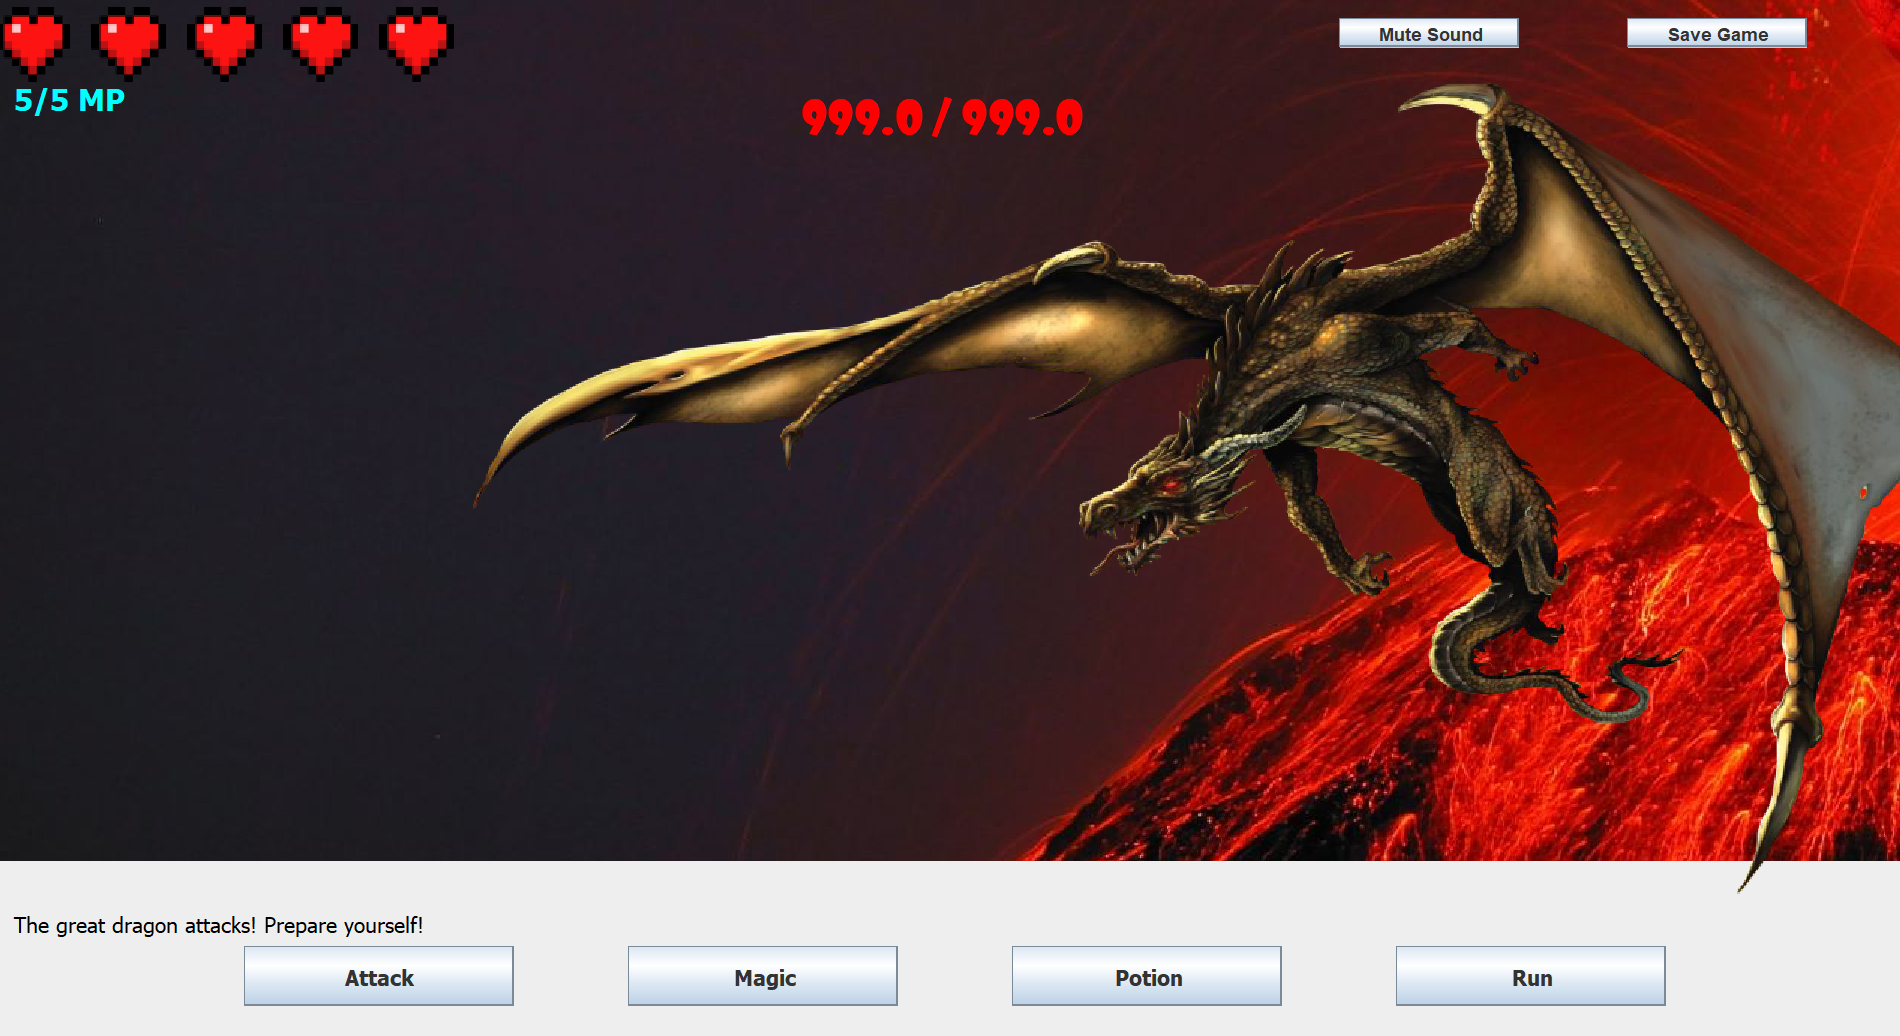 Mute Sound
Save Game
5/5 MP
999.0 / 999.0
The great dragon attacks! Prepare yourself!
Attack
Magic
Potion
Run